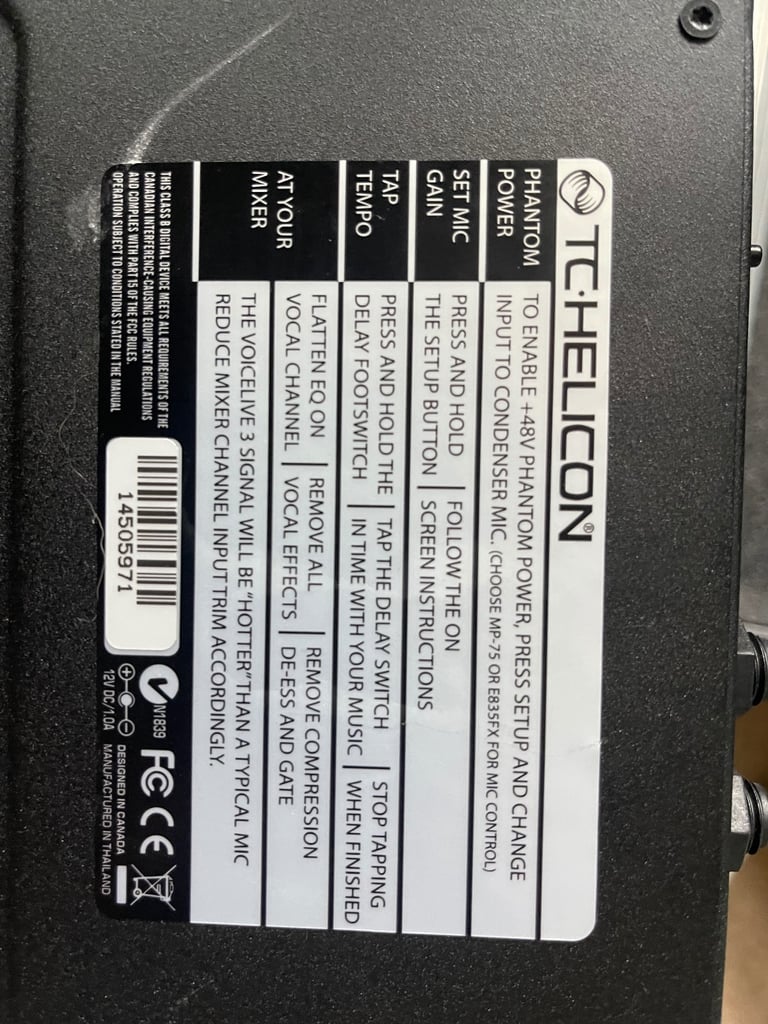 TC·HELICON®
PHANTOM
POWER
TO ENABLE +48V PHANTOM POWER, PRESS SETUP AND CHANGE
INPUT TO CONDENSER MIC. (CHOOSE MP-75 OR E835FX FOR MIC CONTROL)
SET MIC
GAIN
PRESS AND HOLD
THE SETUP BUTTON
FOLLOW THE ON
SCREEN INSTRUCTIONS
TAP
TEMPO
PRESS AND HOLD THE
DELAY FOOTSWITCH
TAP THE DELAY SWITCH
IN TIME WITH YOUR MUSIC
STOP TAPPING
WHEN FINISHED
AT YOUR
MIXER
FLATTEN EQ ON
VOCAL CHANNEL
REMOVE ALL
VOCAL EFFECTS
REMOVE COMPRESSION
DE-ESS AND GATE
THE VOICELIVE 3 SIGNAL WILL BE "HOTTER" THAN A TYPICAL MIC
REDUCE MIXER CHANNEL INPUT TRIM ACCORDINGLY.
THIS CLASS B DIGITAL DEVICE MEETS ALL REQUIREMENTS OF THE
CANADIAN INTERFERENCE-CAUSING EQUIPMENT REGULATIONS
AND COMPLIES WITH PART 15 OF THE FCC RULES.
OPERATION SUBJECT TO CONDITIONS STATED IN THE MANUAL
14505971
N1839
FC CE
12V DC/1.0A
DESIGNED IN CANADA
MANUFACTURED IN THAILAND